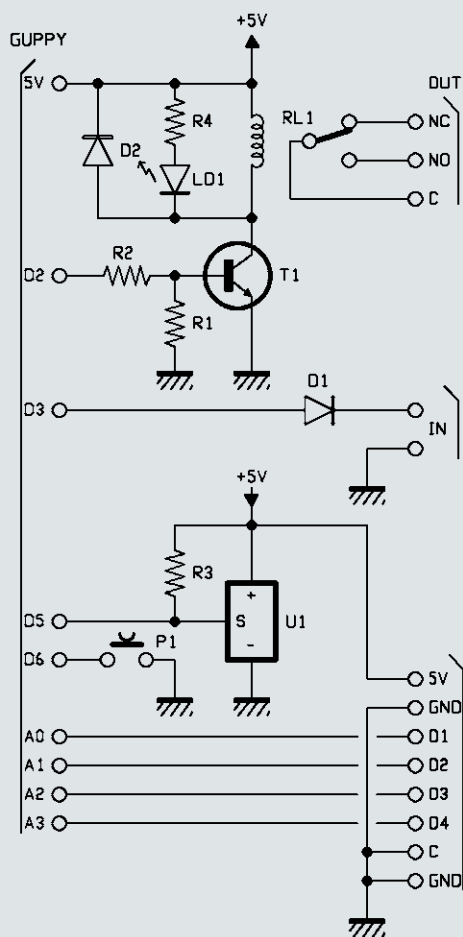 +5V
GUPPY
5V
OUT
R4
RL1
NC
D2
LD1
NO
C
R2
D2
T1
R1
D1
D3
IN
+5V
R3
+
D5
S
U1
P1
-
D6
5V
GND
A0
D1
A1
D2
A2
D3
A3
D4
C
GND